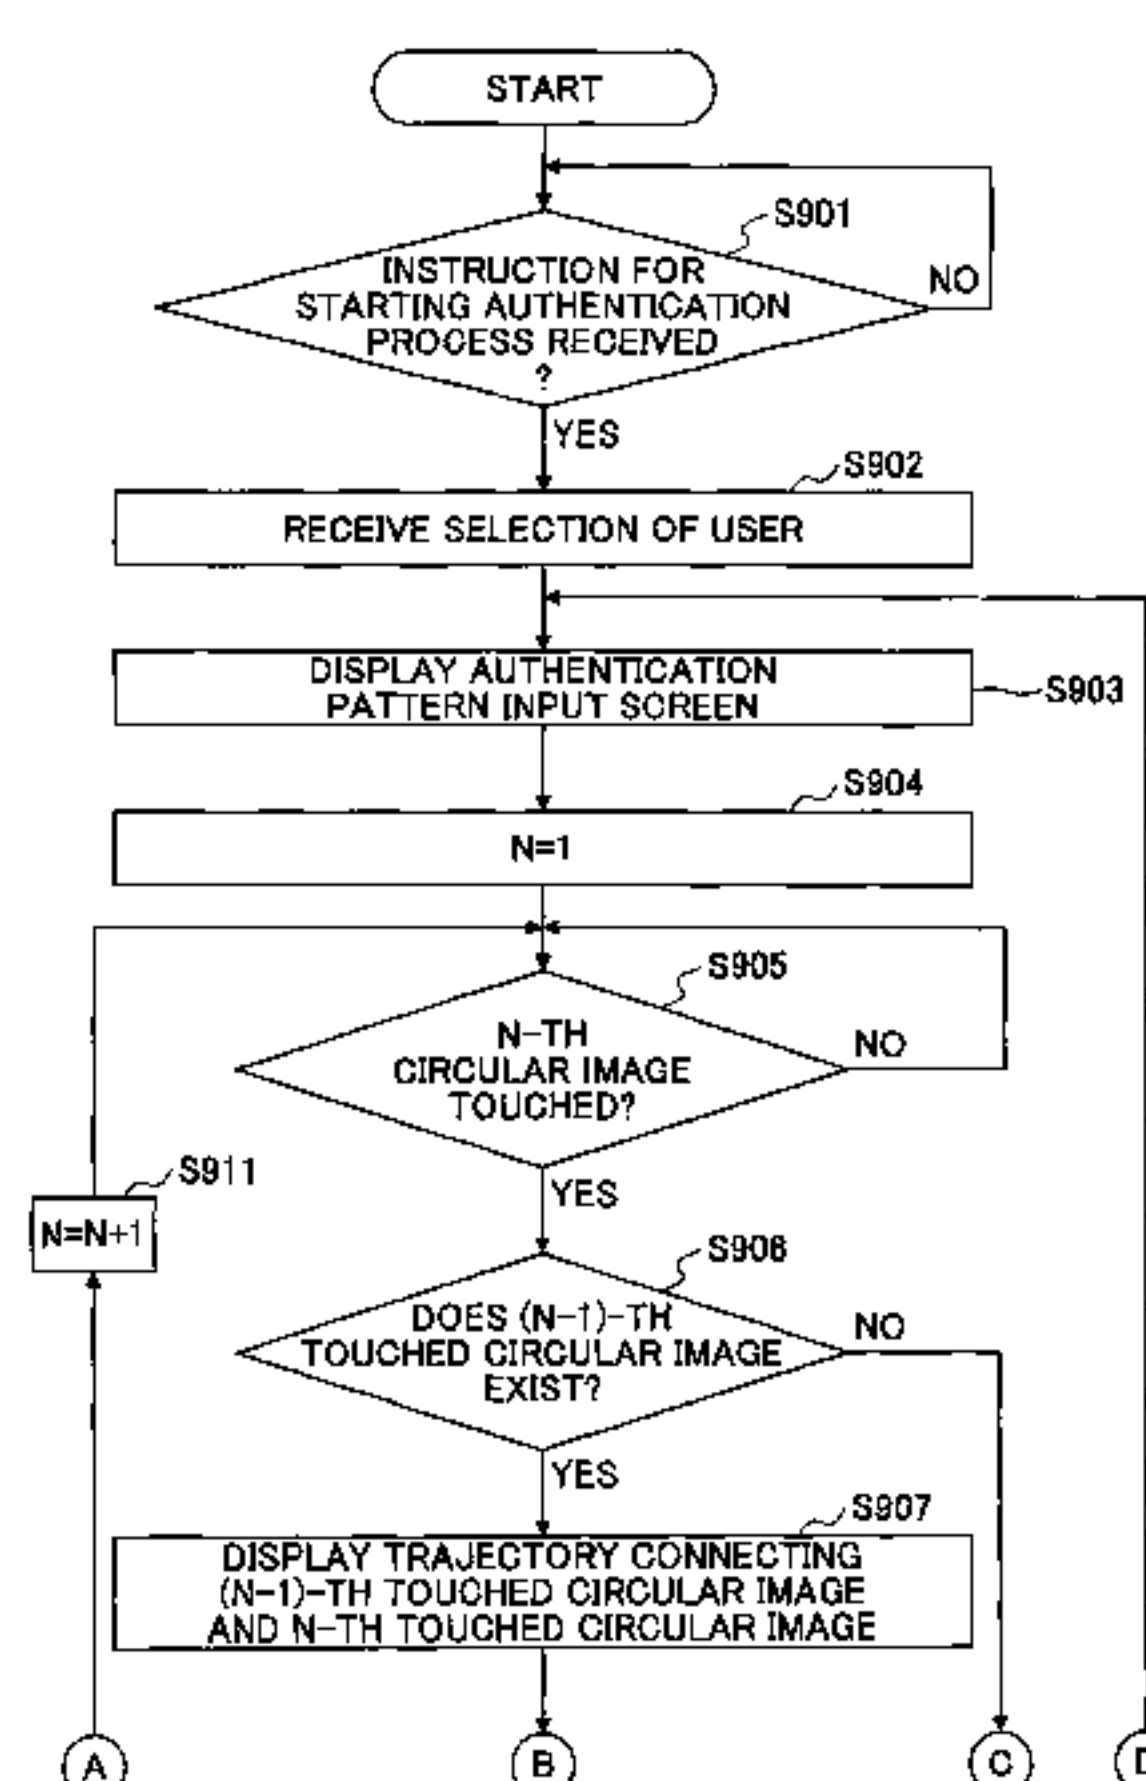 START
S901
INSTRUCTION FOR
STARTING AUTHENTICATION
PROCESS RECEIVED
?
NO
YES
S902
RECEIVE SELECTION OF USER
DISPLAY AUTHENTICATION
PATTERN INPUT SCREEN
S903
S904
N=1
S905
N-TH
CIRCULAR IMAGE
TOUCHED?
NO
YES
S911
N=N+1
S906
DOES (N-1)-TH
TOUCHED CIRCULAR IMAGE
EXIST?
NO
YES
S907
DISPLAY TRAJECTORY CONNECTING
(N-1)-TH TOUCHED CIRCULAR IMAGE
AND N-TH TOUCHED CIRCULAR IMAGE
A
B
C